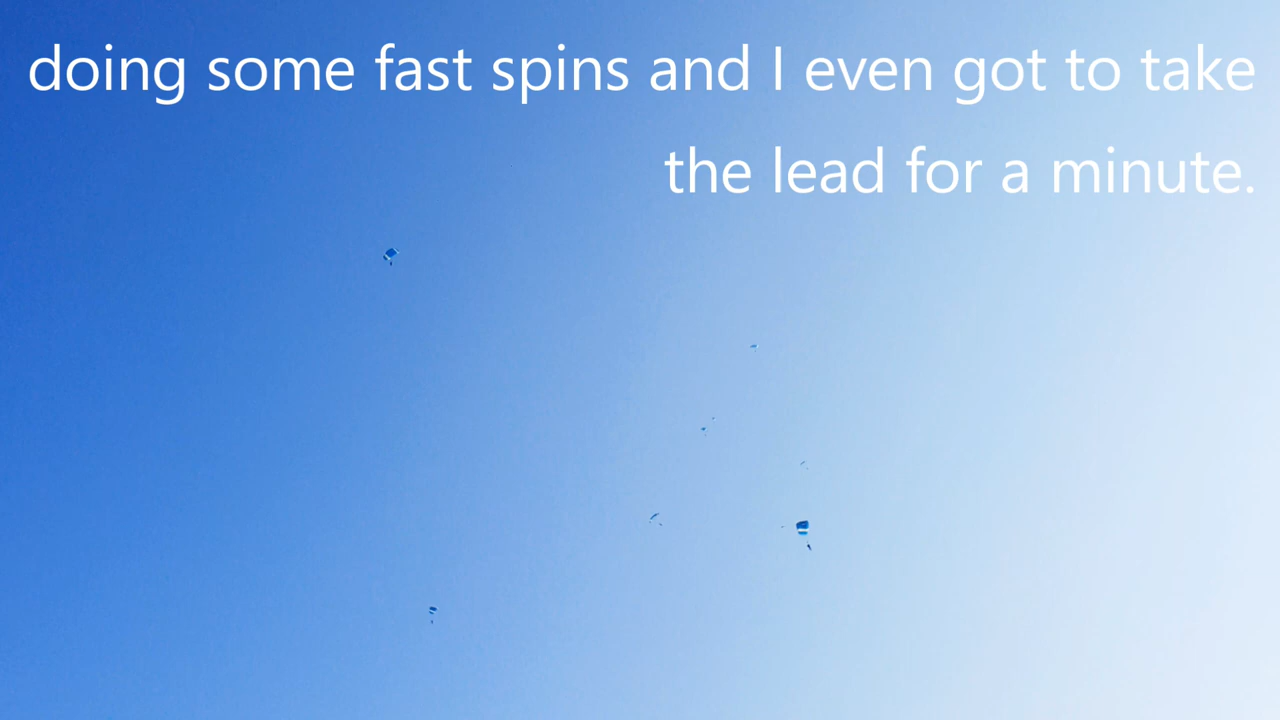 doing some fast spins and I even got to take
the lead for a minute.